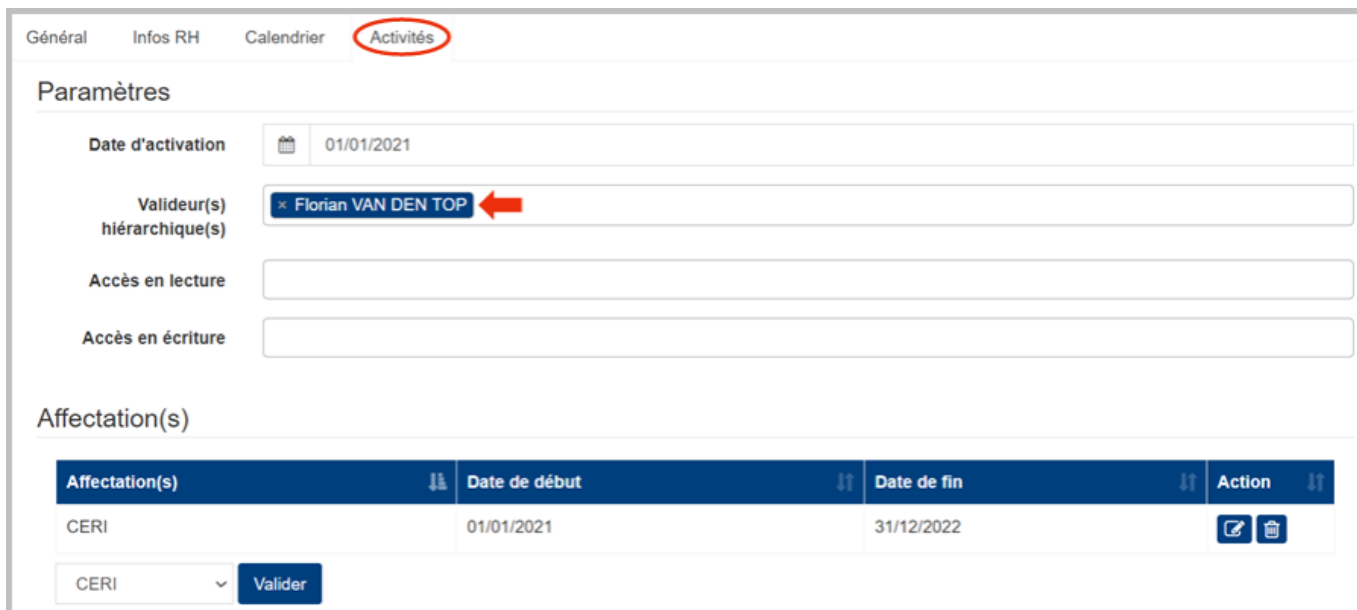 Général Infos RH Calendrier Activités
Paramètres
Date d'activation 01/01/2021
Valideur(s) × Florian VAN DEN TOP
hiérarchique(s)
Accès en lecture
Accès en écriture
Affectation(s)
Affectation(s) Date de début Date de fin Action
CERI 01/01/2021 31/12/2022
CERI Valider